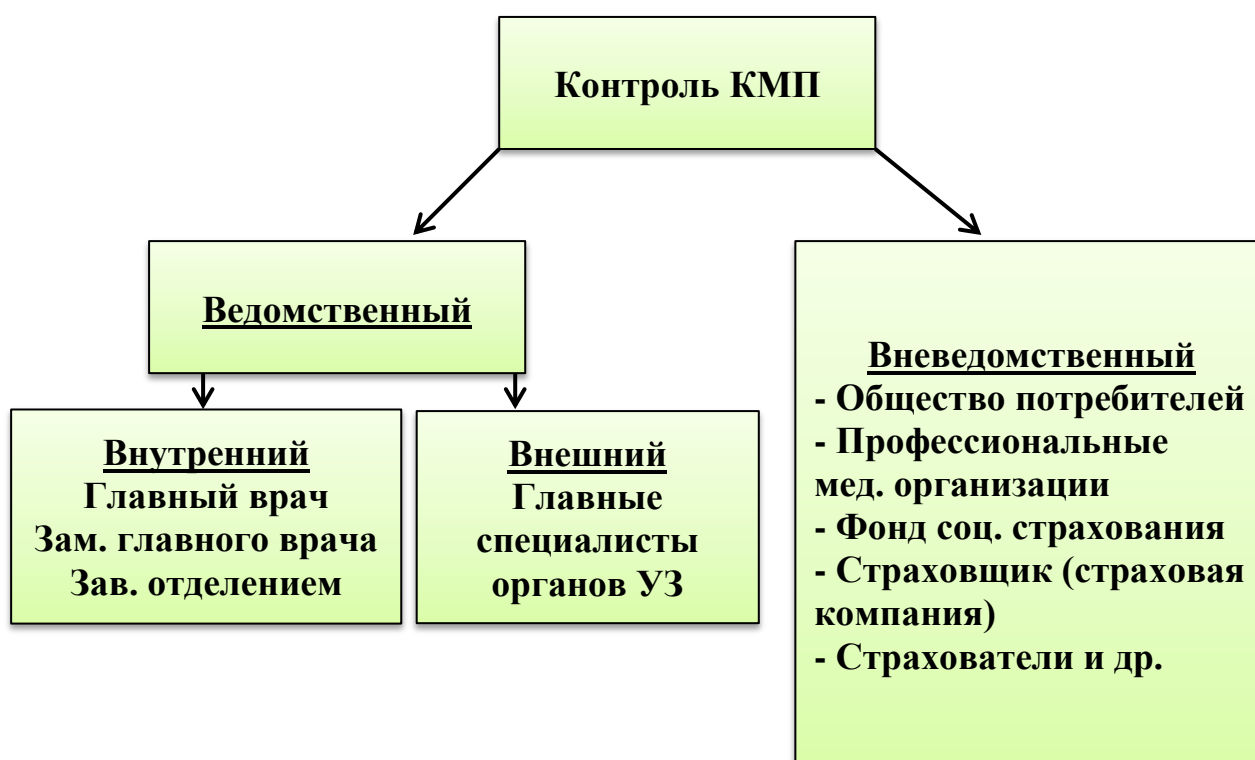 Контроль КМП
Ведомственный
Внутренний
Главный врач
Зам. главного врача
Зав. отделением
Внешний
Главные
специалисты
органов УЗ
Вневедомственный
- Общество потребителей
- Профессиональные
мед. организации
- Фонд соц. страхования
- Страховщик (страховая
компания)
- Страхователи и др.